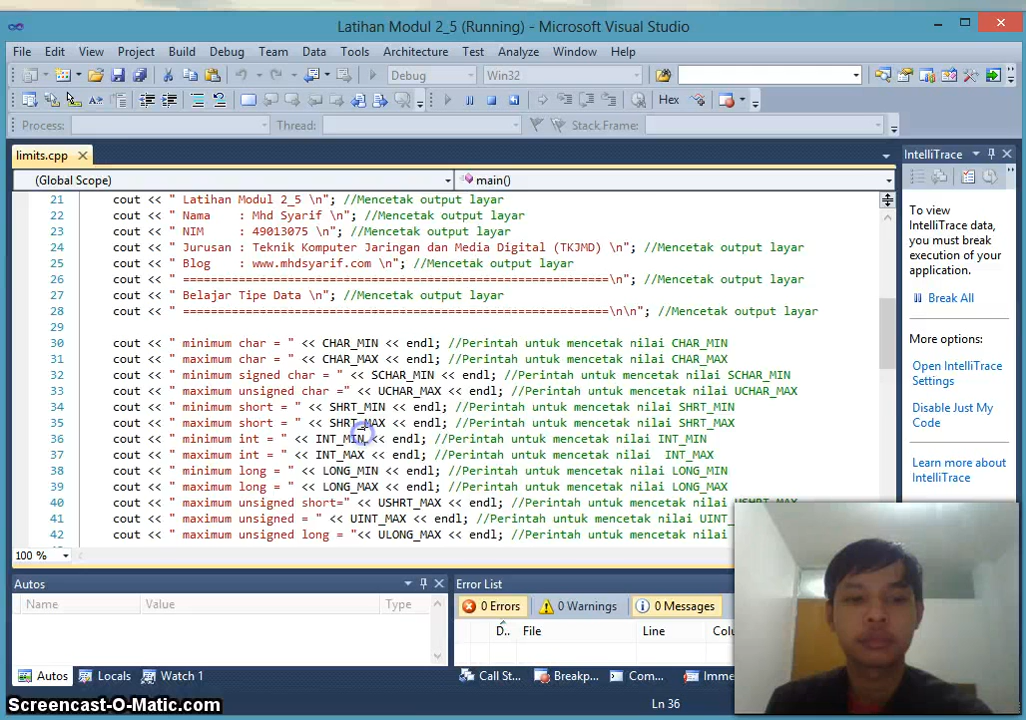 Latihan Modul 2_5 (Running) - Microsoft Visual Studio
File Edit View Project Build Debug Team Data Tools Architecture Test Analyze Window Help
Debug Win32
Hex
Process: Thread: Stack Frame:
limits.cpp
(Global Scope) main()
21 cout << " Latihan Modul 2_5 \n"; //Mencetak output layar
22 cout << " Nama : Mhd Syarif \n"; //Mencetak output layar
23 cout << " NIM : 49013075 \n"; //Mencetak output layar
24 cout << " Jurusan : Teknik Komputer Jaringan dan Media Digital (TKJMD) \n"; //Mencetak output layar
25 cout << " Blog : www.mhdsyarif.com \n"; //Mencetak output layar
26 cout << " =============================================================\n"; //Mencetak output layar
27 cout << " Belajar Tipe Data \n"; //Mencetak output layar
28 cout << " =============================================================\n\n"; //Mencetak output layar
29
30 cout << " minimum char = " << CHAR_MIN << endl; //Perintah untuk mencetak nilai CHAR_MIN
31 cout << " maximum char = " << CHAR_MAX << endl; //Perintah untuk mencetak nilai CHAR_MAX
32 cout << " minimum signed char = " << SCHAR_MIN << endl; //Perintah untuk mencetak nilai SCHAR_MIN
33 cout << " maximum unsigned char =" << UCHAR_MAX << endl; //Perintah untuk mencetak nilai UCHAR_MAX
34 cout << " minimum short = " << SHRT_MIN << endl; //Perintah untuk mencetak nilai SHRT_MIN
35 cout << " maximum short = " << SHRT_MAX << endl; //Perintah untuk mencetak nilai SHRT_MAX
36 cout << " minimum int = " << INT_MIN << endl; //Perintah untuk mencetak nilai INT_MIN
37 cout << " maximum int = " << INT_MAX << endl; //Perintah untuk mencetak nilai  INT_MAX
38 cout << " minimum long = " << LONG_MIN << endl; //Perintah untuk mencetak nilai LONG_MIN
39 cout << " maximum long = " << LONG_MAX << endl; //Perintah untuk mencetak nilai LONG_MAX
40 cout << " maximum unsigned short=" << USHRT_MAX << endl; //Perintah untuk mencetak nilai USHRT_MAX
41 cout << " maximum unsigned = " << UINT_MAX << endl; //Perintah untuk mencetak nilai UINT_
42 cout << " maximum unsigned long = "<< ULONG_MAX << endl; //Perintah untuk mencetak nilai
100 %
IntelliTrace
To view
IntelliTrace data,
you must break
execution of your
application.
Break All
More options:
Open IntelliTrace
Settings
Disable Just My
Code
Learn more about
IntelliTrace
Autos
Name Value Type
Autos Locals Watch 1
Error List
0 Errors 0 Warnings 0 Messages
D.. File Line Colu
Call St... Breakp... Com... Imme
Ln 36
Screencast-O-Matic.com